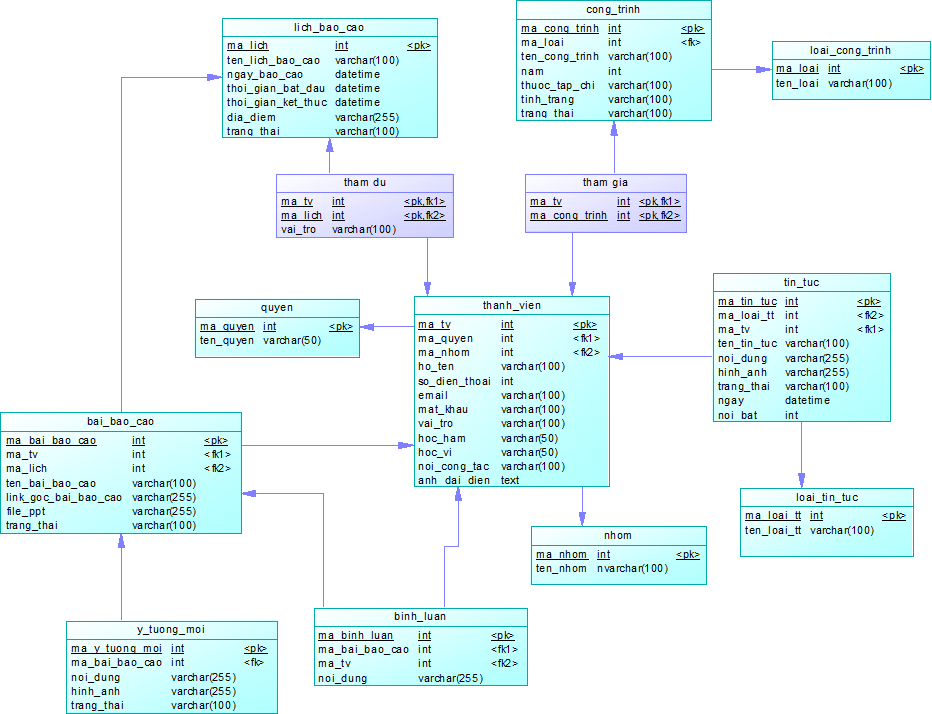 cong_trinh
ma_cong_trinh int <pk>
ma_loai int <fk>
ten_cong_trinh varchar(100)
nam int
thuoc_tap_chi varchar(100)
tinh_trang varchar(100)
trang_thai varchar(100)
lich_bao_cao
ma_lich int <pk>
ten_lich_bao_cao varchar(100)
ngay_bao_cao datetime
thoi_gian_bat_dau datetime
thoi_gian_ket_thuc datetime
dia_diem varchar(255)
trang_thai varchar(100)
loai_cong_trinh
ma_loai int <pk>
ten_loai varchar(100)
tham du
ma_tv int <pk,fk1>
ma_lich int <pk,fk2>
vai_tro varchar(100)
tham gia
ma_tv int <pk,fk1>
ma_cong_trinh int <pk,fk2>
quyen
ma_quyen int <pk>
ten_quyen varchar(50)
thanh_vien
ma_tv int <pk>
ma_quyen int <fk1>
ma_nhom int <fk2>
ho_ten varchar(100)
so_dien_thoai int
email varchar(100)
mat_khau varchar(100)
vai_tro varchar(100)
hoc_ham varchar(50)
hoc_vi varchar(50)
noi_cong_tac varchar(100)
anh_dai_dien text
tin_tuc
ma_tin_tuc int <pk>
ma_loai_tt int <fk2>
ma_tv int <fk1>
ten_tin_tuc varchar(100)
noi_dung varchar(255)
hinh_anh varchar(255)
trang_thai varchar(100)
ngay datetime
noi_bat int
bai_bao_cao
ma_bai_bao_cao int <pk>
ma_tv int <fk1>
ma_lich int <fk2>
ten_bai_bao_cao varchar(100)
link_goc_bai_bao_cao varchar(255)
file_ppt varchar(255)
trang_thai varchar(100)
loai_tin_tuc
ma_loai_tt int <pk>
ten_loai_tt varchar(100)
nhom
ma_nhom int <pk>
ten_nhom nvarchar(100)
binh_luan
ma_binh_luan int <pk>
ma_bai_bao_cao int <fk1>
ma_tv int <fk2>
noi_dung varchar(255)
y_tuong_moi
ma_y_tuong_moi int <pk>
ma_bai_bao_cao int <fk>
noi_dung varchar(255)
hinh_anh varchar(255)
trang_thai varchar(100)